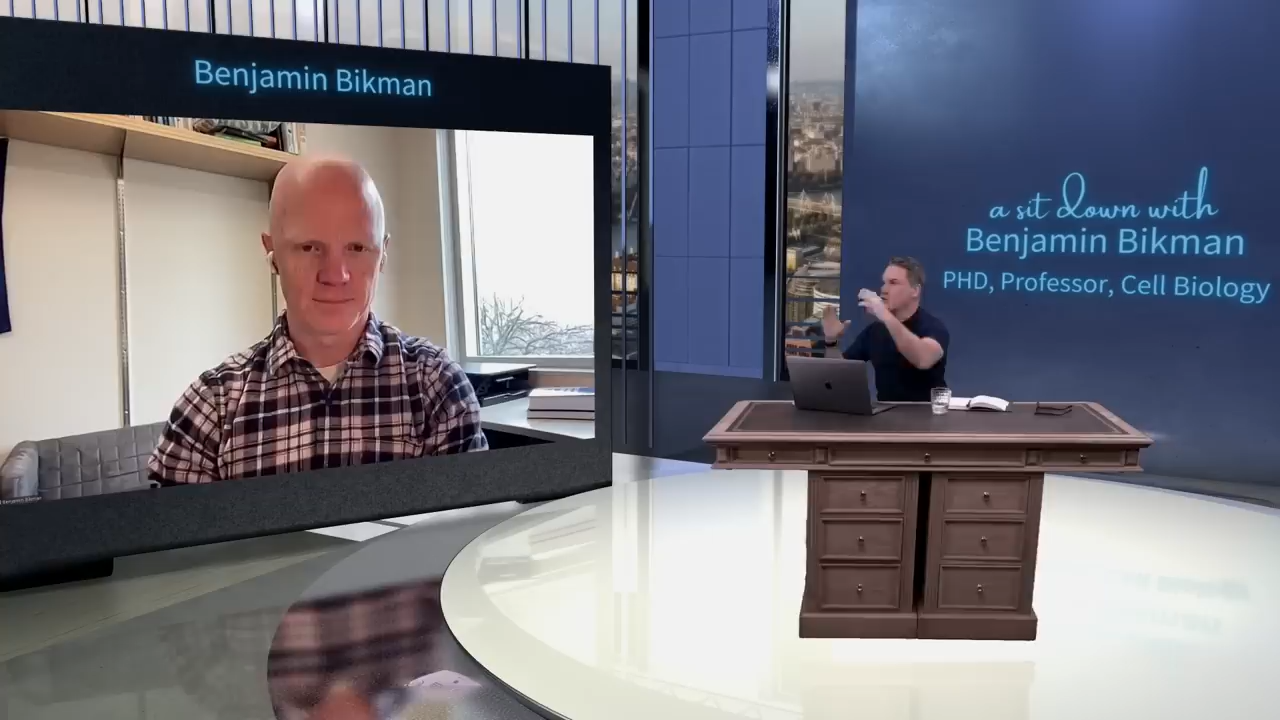 Benjamin Bikman
a sit down with
Benjamin Bikman
PHD, Professor, Cell Biology